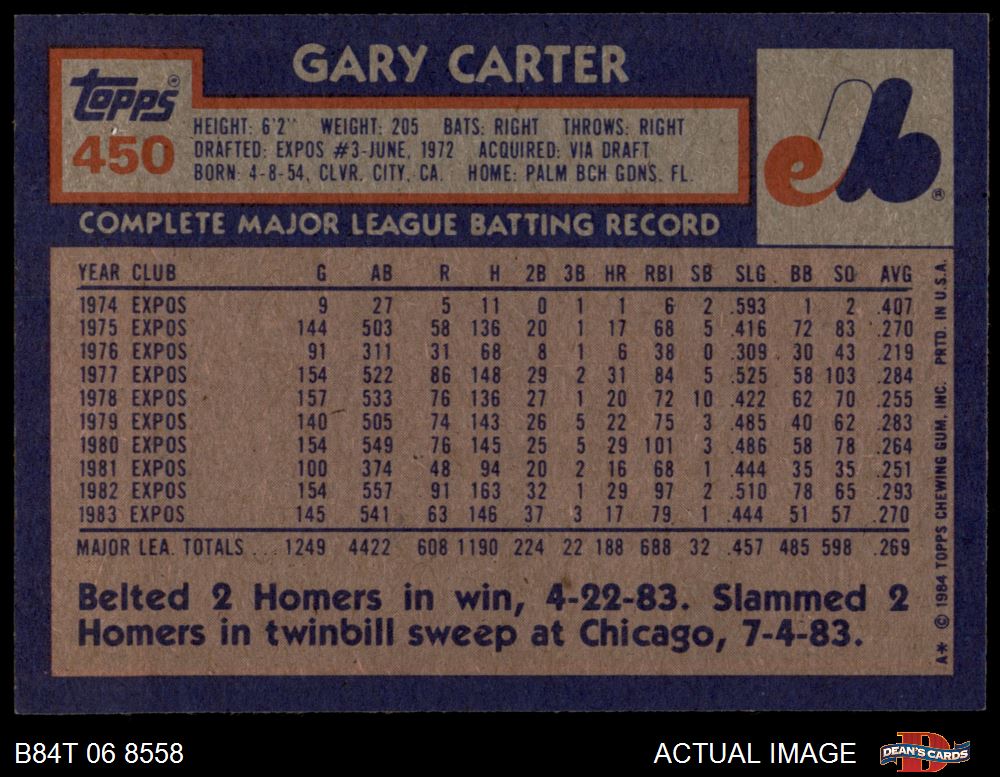 GARY CARTER
Topps®
450
HEIGHT: 6'2" WEIGHT: 205 BATS: RIGHT THROWS: RIGHT
DRAFTED: EXPOS #3-JUNE, 1972 ACQUIRED: VIA DRAFT
BORN: 4-8-54, CLVR. CITY, CA. HOME: PALM BCH GDNS. FL.
eb®
COMPLETE MAJOR LEAGUE BATTING RECORD
YEAR CLUB G AB R H 2B 3B HR RBI SB SLG BB SO AVG
1974 EXPOS 9 27 5 11 0 1 1 6 2 .593 1 2 .407
1975 EXPOS 144 503 58 136 20 1 17 68 5 .416 72 83 .270
1976 EXPOS 91 311 31 68 8 1 6 38 0 .309 30 43 .219
1977 EXPOS 154 522 86 148 29 2 31 84 5 .525 58 103 .284
1978 EXPOS 157 533 76 136 27 1 20 72 10 .422 62 70 .255
1979 EXPOS 140 505 74 143 26 5 22 75 3 .485 40 62 .283
1980 EXPOS 154 549 76 145 25 5 29 101 3 .486 58 78 .264
1981 EXPOS 100 374 48 94 20 2 16 68 1 .444 35 35 .251
1982 EXPOS 154 557 91 163 32 1 29 97 2 .510 78 65 .293
1983 EXPOS 145 541 63 146 37 3 17 79 1 .444 51 57 .270
MAJOR LEA. TOTALS ... 1249 4422 608 1190 224 22 188 688 32 .457 485 598 .269
Belted 2 Homers in win, 4-22-83. Slammed 2
Homers in twinbill sweep at Chicago, 7-4-83.
A* © 1984 TOPPS CHEWING GUM, INC. PRTD. IN U.S.A.
B84T 06 8558
ACTUAL IMAGE
D
DEAN'S CARDS